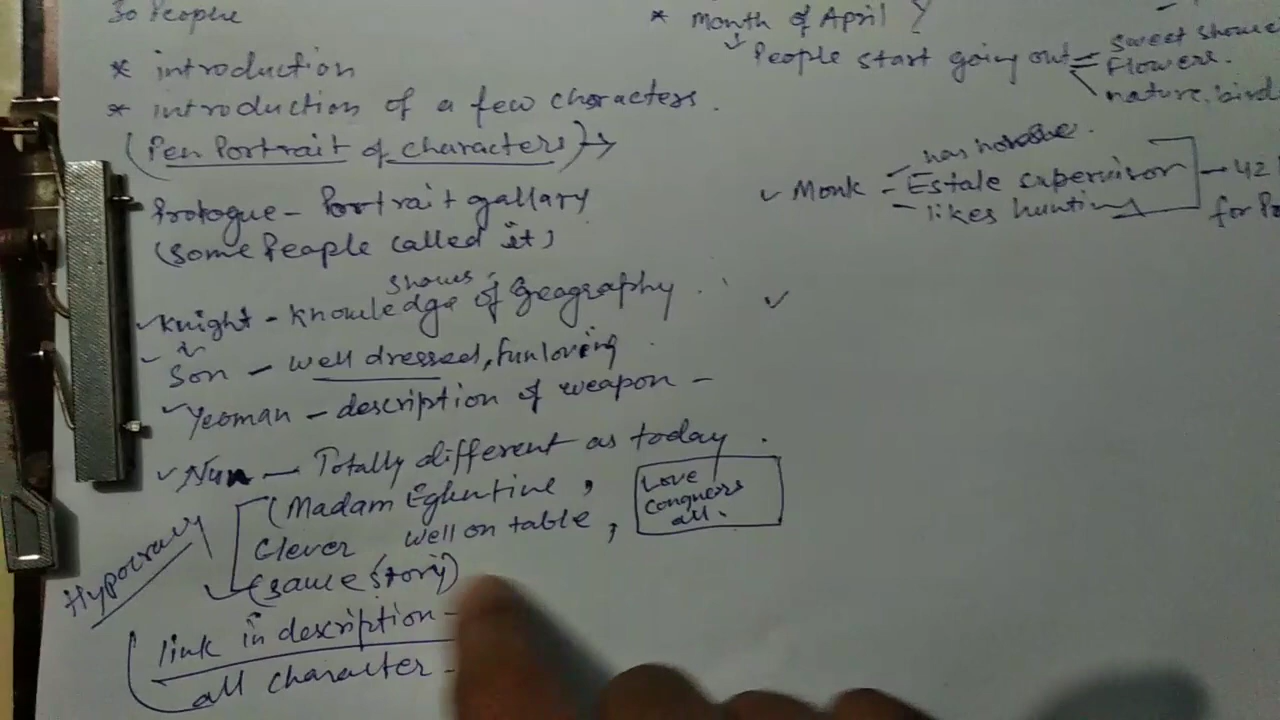 30 People
* introduction
* introduction of a few characters.
(Pen Portrait of characters)→
Prologue - Portrait gallary
(some People called it)
shows
✓ Knight - knowledge of Geography.
✓ Son - well dressed, fun loving
✓ Yeoman - description of weapon -
✓ Nun - Totally different as today.
(Madam Eglentine,
Clever, well on table,
(same story)
Hypocracy
Love
conquers
all.
link in description -
all character -
* Month of April ?
People start going out
sweet showe
Flowers.
nature, bird
has horse.
✓ Monk - Estate supervisor → 42
- likes hunting
for
✓